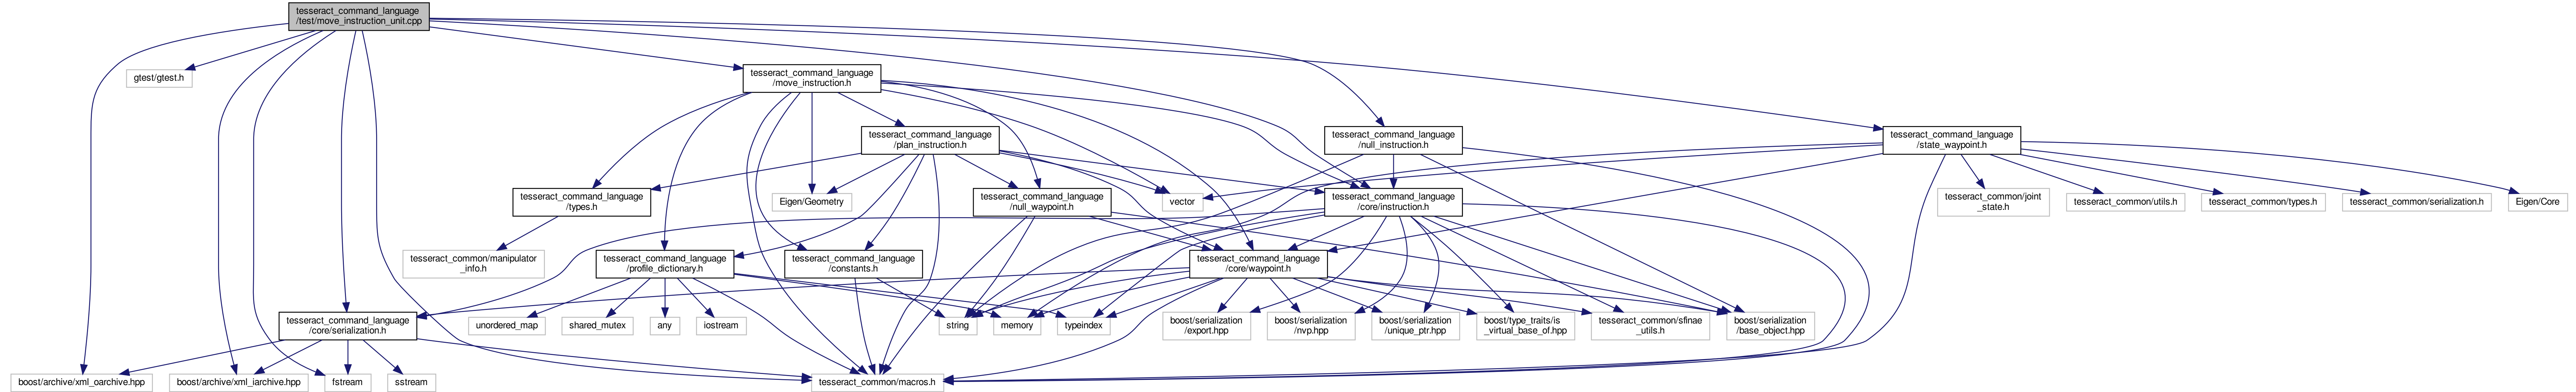 tesseract_command_language
/test/move_instruction_unit.cpp
gtest/gtest.h
tesseract_command_language
/move_instruction.h
tesseract_command_language
/plan_instruction.h
tesseract_command_language
/null_instruction.h
tesseract_command_language
/state_waypoint.h
tesseract_command_language
/types.h
Eigen/Geometry
tesseract_command_language
/null_waypoint.h
vector
tesseract_command_language
/core/instruction.h
tesseract_common/joint
_state.h
tesseract_common/utils.h
tesseract_common/types.h
tesseract_common/serialization.h
Eigen/Core
tesseract_common/manipulator
_info.h
tesseract_command_language
/profile_dictionary.h
tesseract_command_language
/constants.h
tesseract_command_language
/core/waypoint.h
tesseract_command_language
/core/serialization.h
unordered_map
shared_mutex
any
iostream
string
memory
typeindex
boost/serialization
/export.hpp
boost/serialization
/nvp.hpp
boost/serialization
/unique_ptr.hpp
boost/type_traits/is
_virtual_base_of.hpp
tesseract_common/sfinae
_utils.h
boost/serialization
/base_object.hpp
boost/archive/xml_oarchive.hpp
boost/archive/xml_iarchive.hpp
fstream
sstream
tesseract_common/macros.h